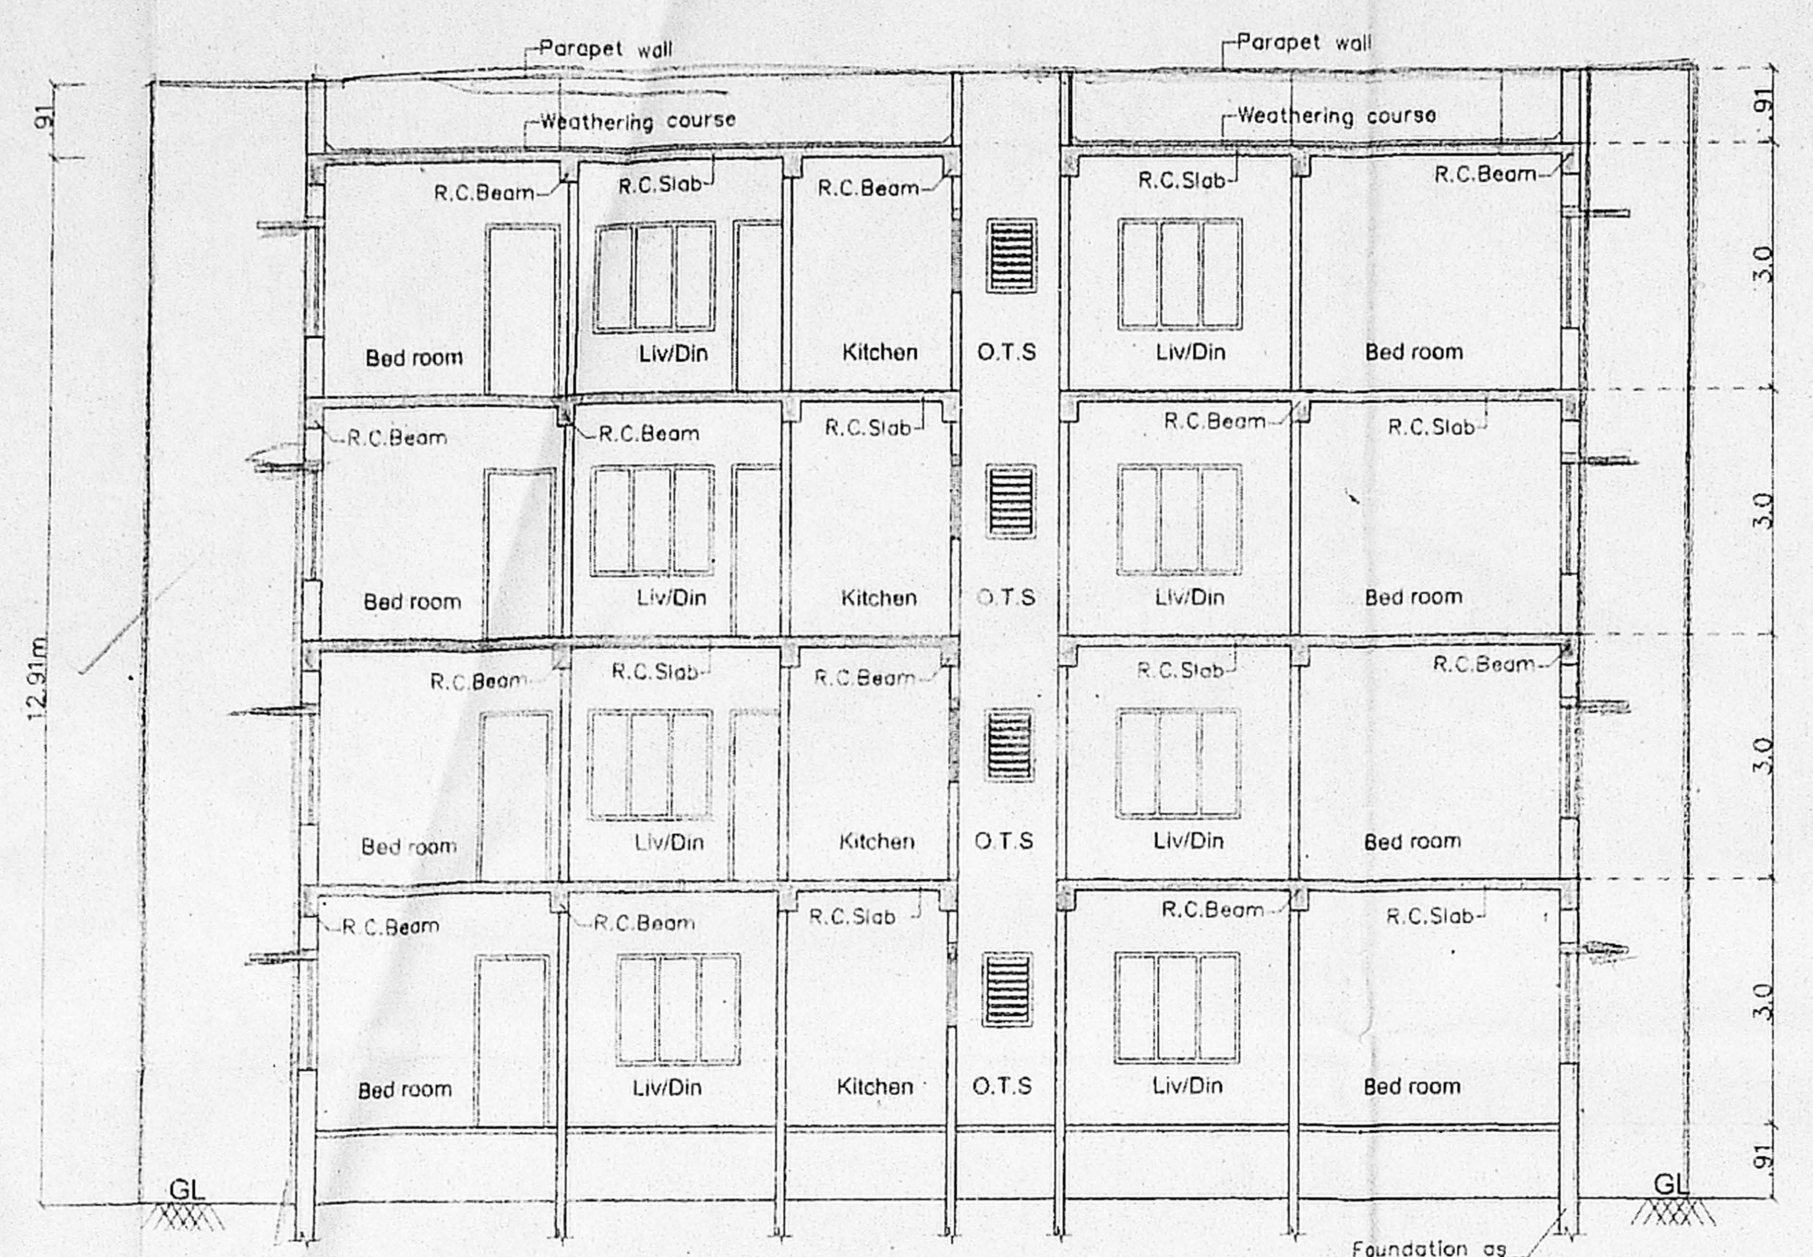 Parapet wall
Parapet wall
.91
91
Weathering course
Weathering course
R.C.Beam
R.C.Slab
R.C.Beam
R.C.Slab
R.C.Beam
3.0
Bed room
Liv/Din
Kitchen
O.T.S
Liv/Din
Bed room
R.C.Beam
R.C.Beam
R.C.Slab
R.C.Beam
R.C.Slab
3.0
Bed room
Liv/Din
Kitchen
O.T.S
Liv/Din
Bed room
12.91m
R.C.Beam
R.C.Slab
R.C.Beam
R.C.Slab
R.C.Beam
3.0
Bed room
Liv/Din
Kitchen
O.T.S
Liv/Din
Bed room
R.C.Beam
R.C.Beam
R.C.Slab
R.C.Beam
R.C.Slab
3.0
Bed room
Liv/Din
Kitchen
O.T.S
Liv/Din
Bed room
.91
GL
GL
Foundation as